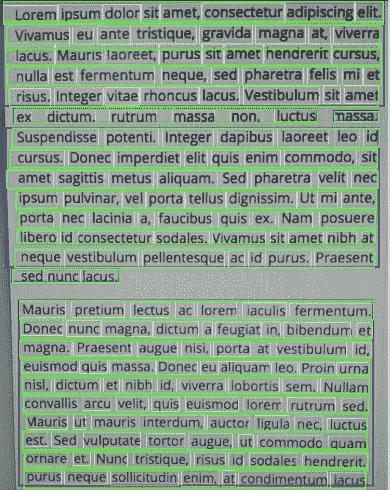 Lorem ipsum dolor sit amet, consectetur adipiscing elit.
Vivamus eu ante tristique, gravida magna at, viverra
lacus. Mauris laoreet, purus sit amet hendrerit cursus,
nulla est fermentum neque, sed pharetra felis mi et
risus. Integer vitae rhoncus lacus. Vestibulum sit amet
ex dictum, rutrum massa non, luctus massa.
Suspendisse potenti. Integer dapibus laoreet leo id
cursus. Donec imperdiet elit quis enim commodo, sit
amet sagittis metus aliquam. Sed pharetra velit nec
ipsum pulvinar, vel porta tellus dignissim. Ut mi ante,
porta nec lacinia a, faucibus quis ex. Nam posuere
libero id consectetur sodales. Vivamus sit amet nibh at
neque vestibulum pellentesque ac id purus. Praesent
sed nunc lacus.
Mauris pretium lectus ac lorem iaculis fermentum.
Donec nunc magna, dictum a feugiat in, bibendum et
magna. Praesent augue nisi, porta at vestibulum id,
euismod quis massa. Donec eu aliquam leo. Proin urna
nisl, dictum et nibh id, viverra lobortis sem. Nullam
convallis arcu velit, quis euismod lorem rutrum sed.
Mauris ut mauris interdum, auctor ligula nec, luctus
est. Sed vulputate tortor augue, ut commodo quam
ornare et. Nunc tristique, risus id sodales hendrerit,
purus neque sollicitudin enim, at condimentum lacus